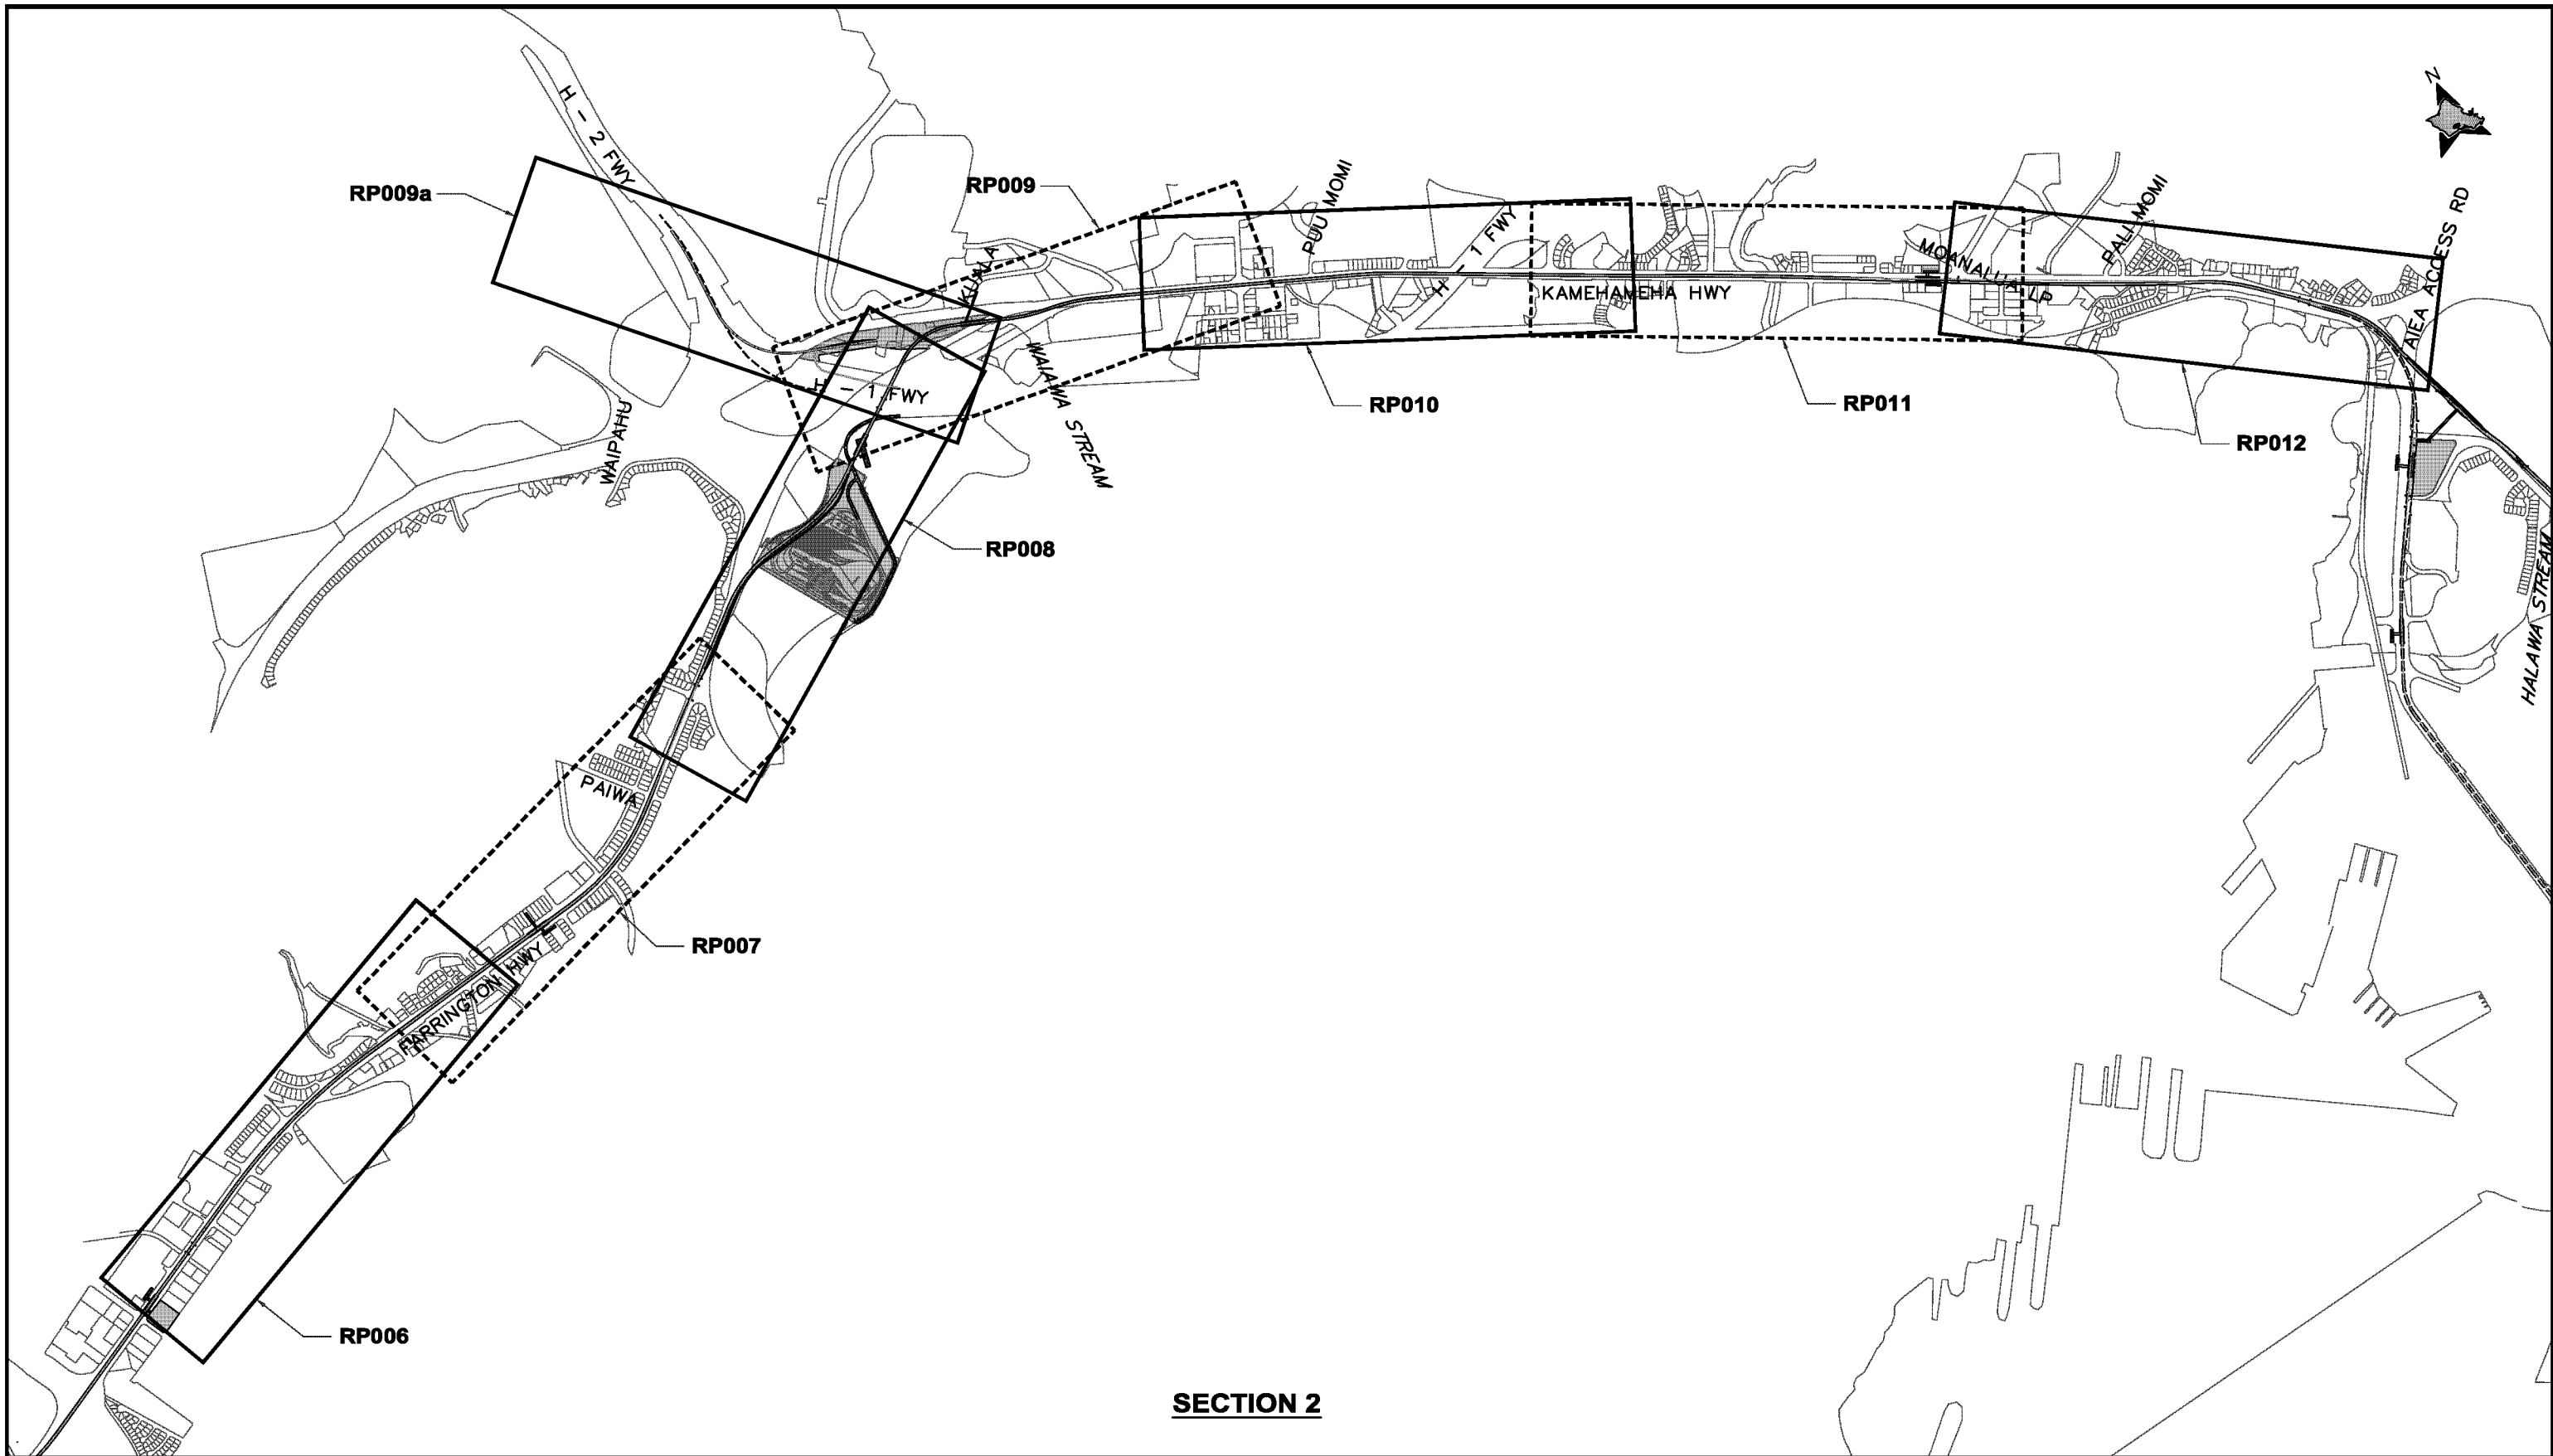 N
H - 2 FWY
RP009a
RP009
PUU MOMI
H - 1 FWY
PALI MOMI
AIEA ACCESS RD
KUALA
MOANALUA LP
KAMEHAMEHA HWY
WAIAWA STREAM
H - 1 FWY
RP010
RP011
RP012
WAIPAHU
RP008
HALAWA STREAM
PAIWA
RP007
FARRINGTON HWY
RP006
SECTION 2